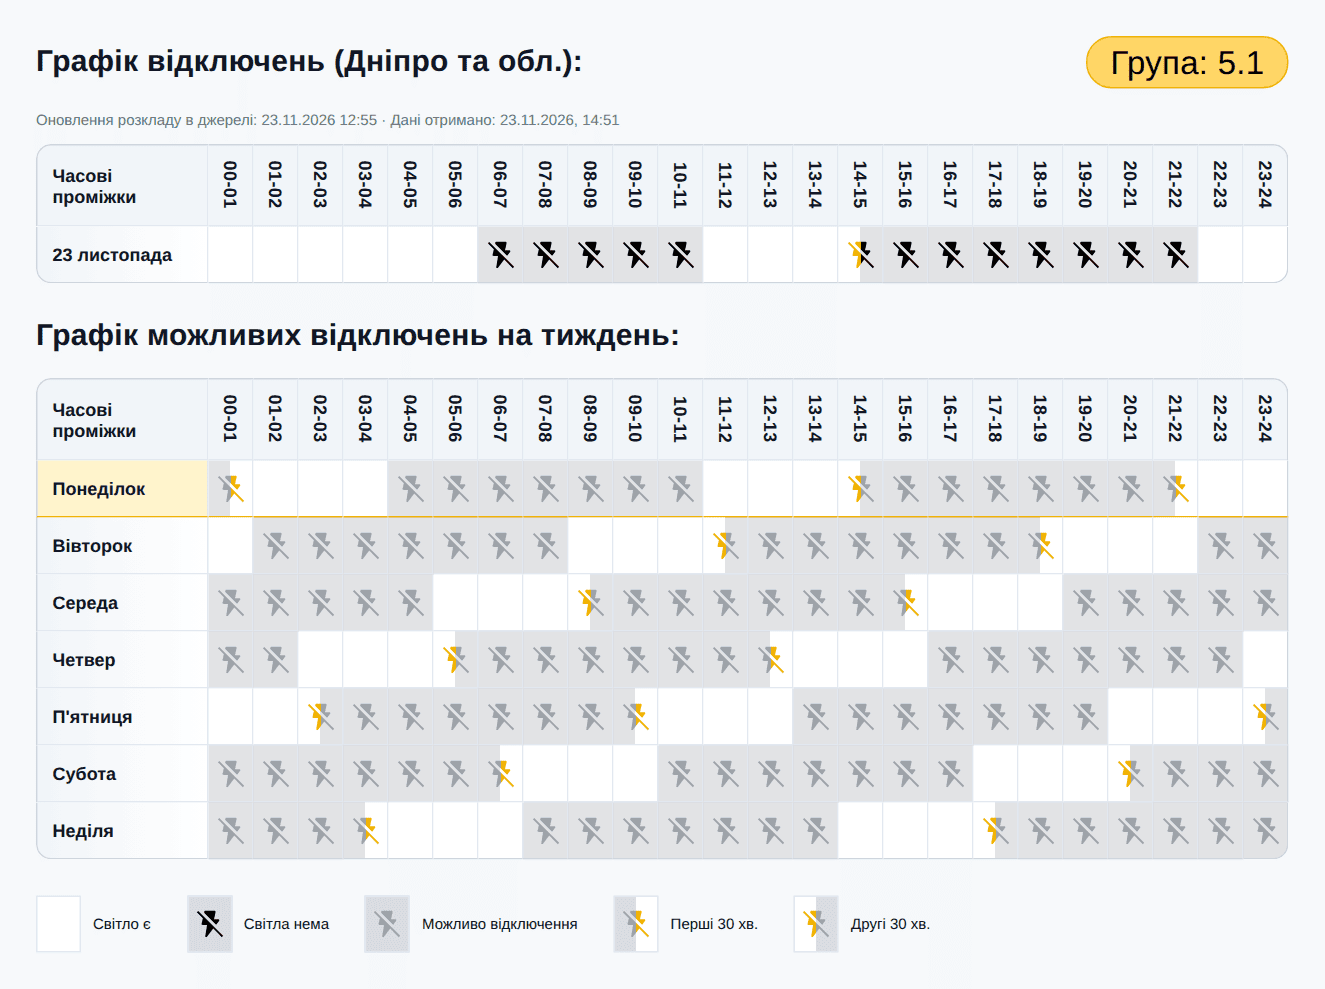 Графік відключень (Дніпро та обл.):
Група: 5.1
Оновлення розкладу в джерелі: 23.11.2026 12:55 · Дані отримано: 23.11.2026, 14:51
Часові проміжки 00-01 01-02 02-03 03-04 04-05 05-06 06-07 07-08 08-09 09-10 10-11 11-12 12-13 13-14 14-15 15-16 16-17 17-18 18-19 19-20 20-21 21-22 22-23 23-24
23 листопада
Графік можливих відключень на тиждень:
Часові проміжки 00-01 01-02 02-03 03-04 04-05 05-06 06-07 07-08 08-09 09-10 10-11 11-12 12-13 13-14 14-15 15-16 16-17 17-18 18-19 19-20 20-21 21-22 22-23 23-24
Понеділок
Вівторок
Середа
Четвер
П'ятниця
Субота
Неділя
Світло є Світла нема Можливо відключення Перші 30 хв. Другі 30 хв.